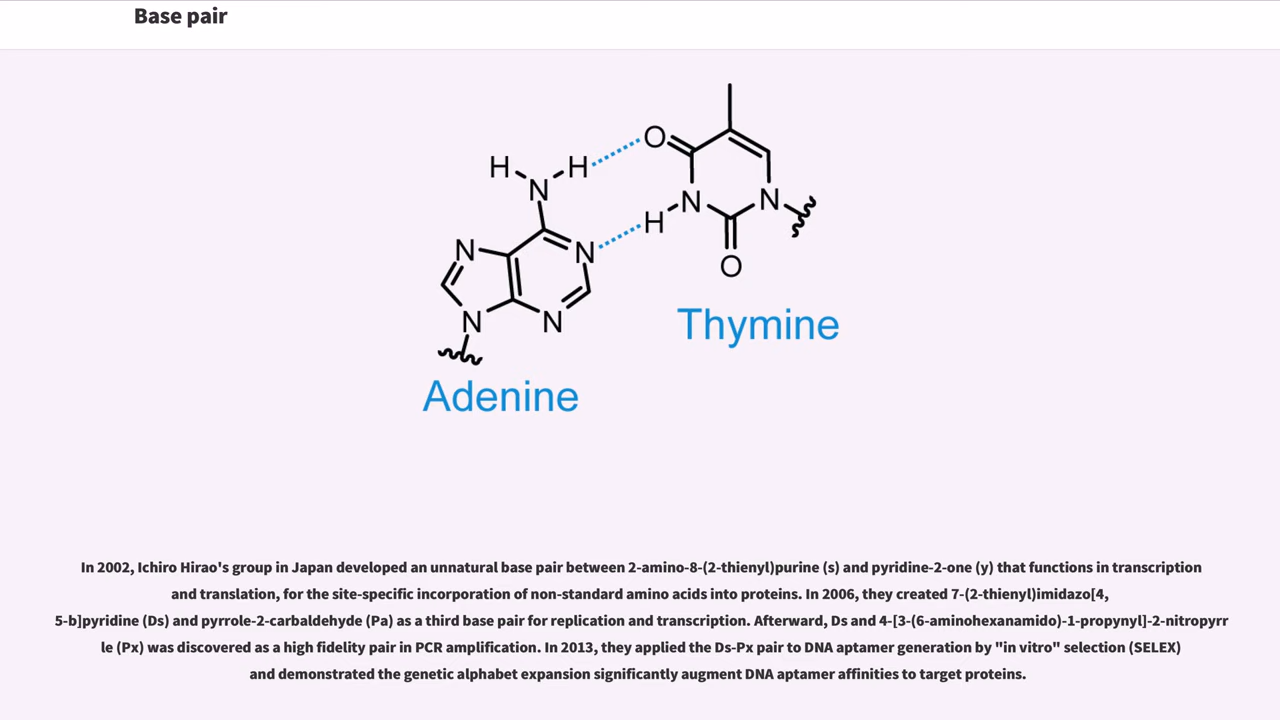 Base pair
O
H H
N
N N
H
O
N N
N N
Thymine
Adenine
In 2002, Ichiro Hirao's group in Japan developed an unnatural base pair between 2-amino-8-(2-thienyl)purine (s) and pyridine-2-one (y) that functions in transcription
and translation, for the site-specific incorporation of non-standard amino acids into proteins. In 2006, they created 7-(2-thienyl)imidazo[4,
5-b]pyridine (Ds) and pyrrole-2-carbaldehyde (Pa) as a third base pair for replication and transcription. Afterward, Ds and 4-[3-(6-aminohexanamido)-1-propynyl]-2-nitropyrr
le (Px) was discovered as a high fidelity pair in PCR amplification. In 2013, they applied the Ds-Px pair to DNA aptamer generation by "in vitro" selection (SELEX)
and demonstrated the genetic alphabet expansion significantly augment DNA aptamer affinities to target proteins.